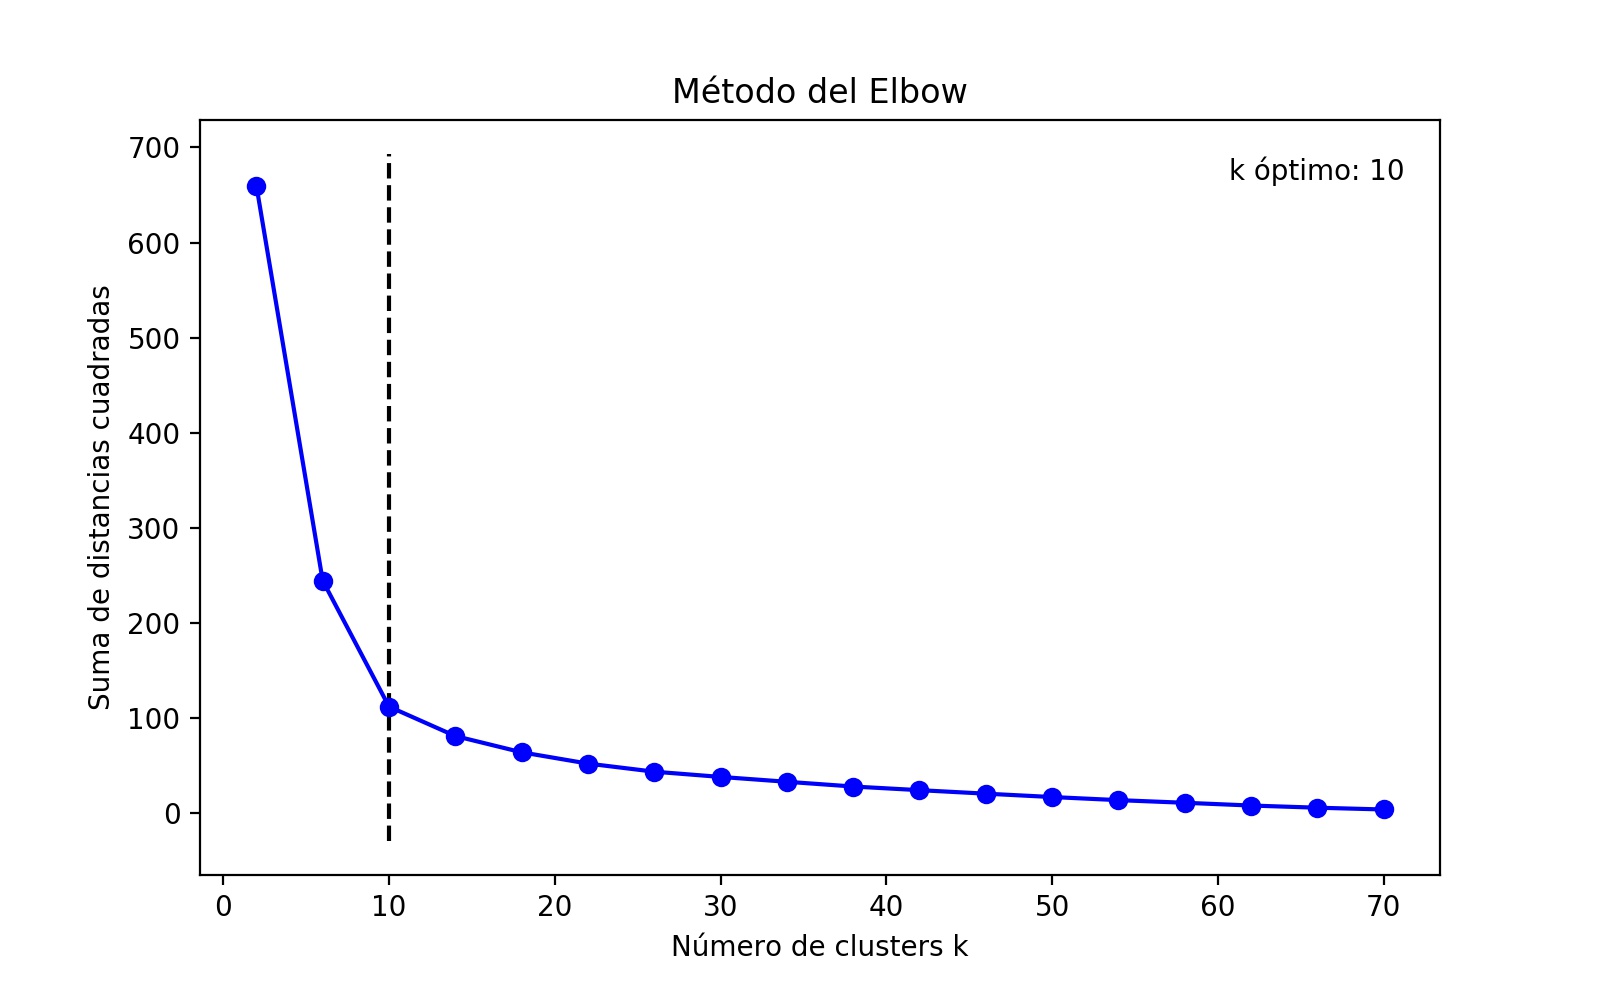 Método del Elbow
k óptimo: 10
Suma de distancias cuadradas
700
600
500
400
300
200
100
0
0 10 20 30 40 50 60 70
Número de clusters k